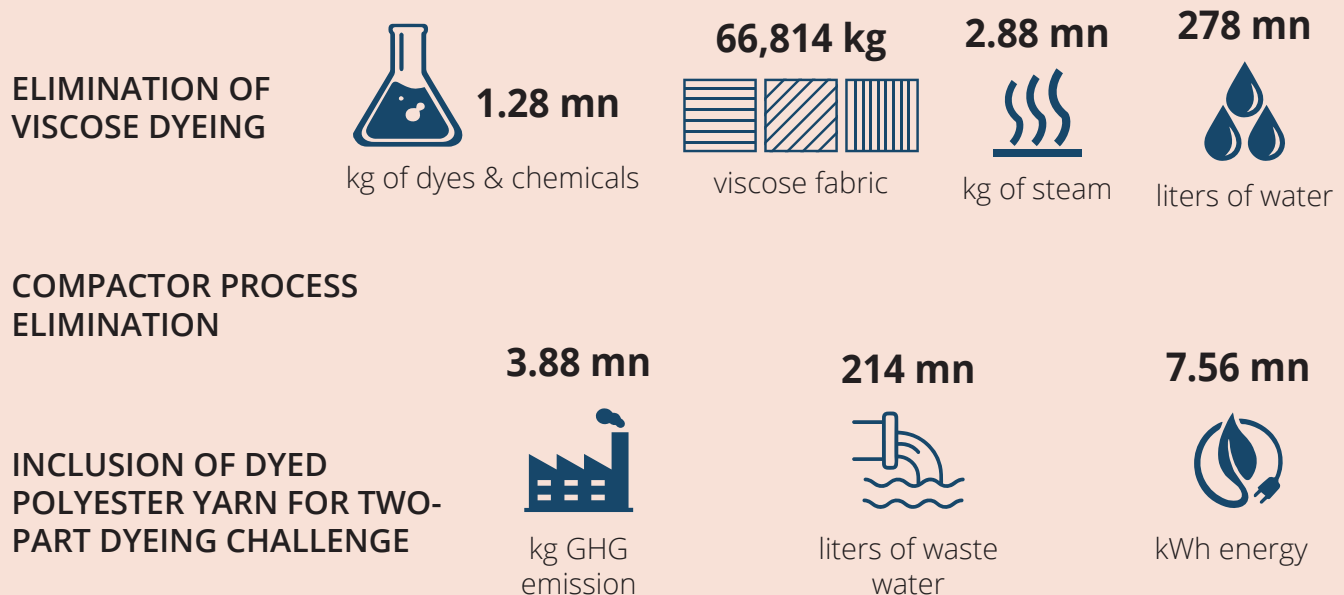 ELIMINATION OF
VISCOSE DYEING
1.28 mn
kg of dyes & chemicals
66,814 kg
viscose fabric
2.88 mn
kg of steam
278 mn
liters of water
COMPACTOR PROCESS
ELIMINATION
INCLUSION OF DYED
POLYESTER YARN FOR TWO-
PART DYEING CHALLENGE
3.88 mn
kg GHG
emission
214 mn
liters of waste
water
7.56 mn
kWh energy